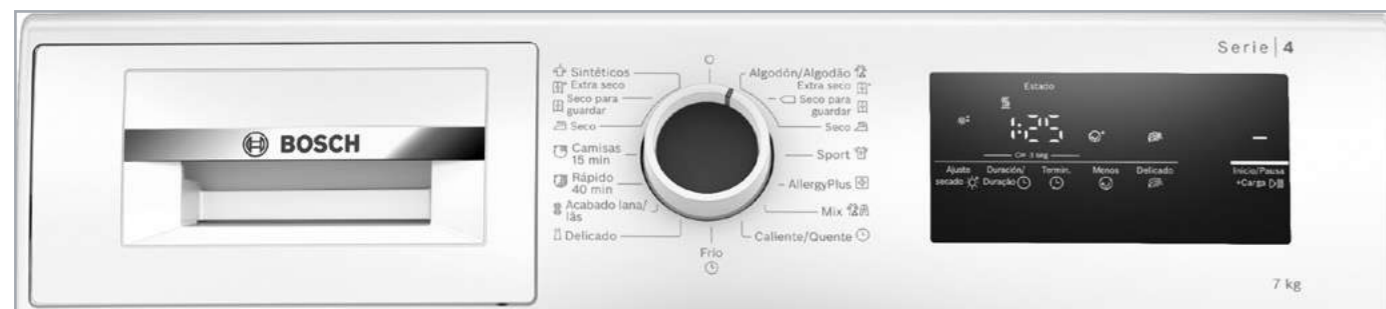 BOSCH
Sintéticos
Extra seco
Seco para
guardar
Seco
Camisas
15 min
Rápido
40 min
Acabado lana/
lãs
Delicado
Algodón/Algodão
Extra seco
Seco para
guardar
Seco
Sport
AllergyPlus
Mix
Caliente/Quente
Frío
Serie 4
Estado
1:25
Ajuste
secado
Duración/
Duração
Termin.
Menos
Delicado
Inicio/Pausa
+Carga
7 kg